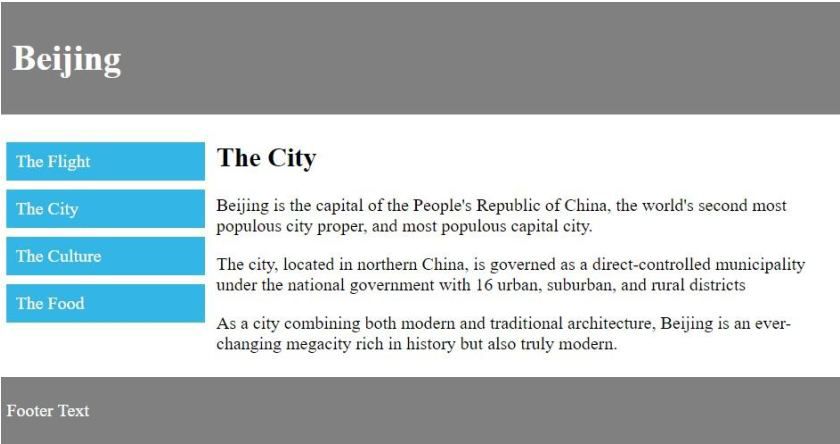 Beijing
The Flight
The City
The Culture
The Food
The City
Beijing is the capital of the People's Republic of China, the world's second most
populous city proper, and most populous capital city.
The city, located in northern China, is governed as a direct-controlled municipality
under the national government with 16 urban, suburban, and rural districts
As a city combining both modern and traditional architecture, Beijing is an ever-
changing megacity rich in history but also truly modern.
Footer Text